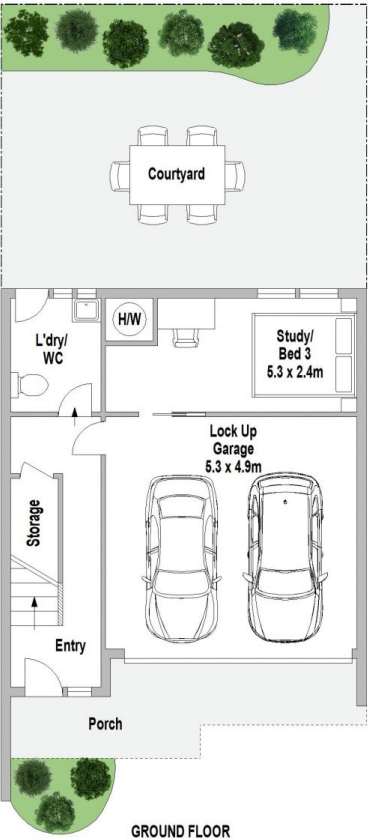 Courtyard
L'dry/
WC
H/W
Study/
Bed 3
5.3 x 2.4m
Lock Up
Garage
5.3 x 4.9m
Storage
Entry
Porch
GROUND FLOOR